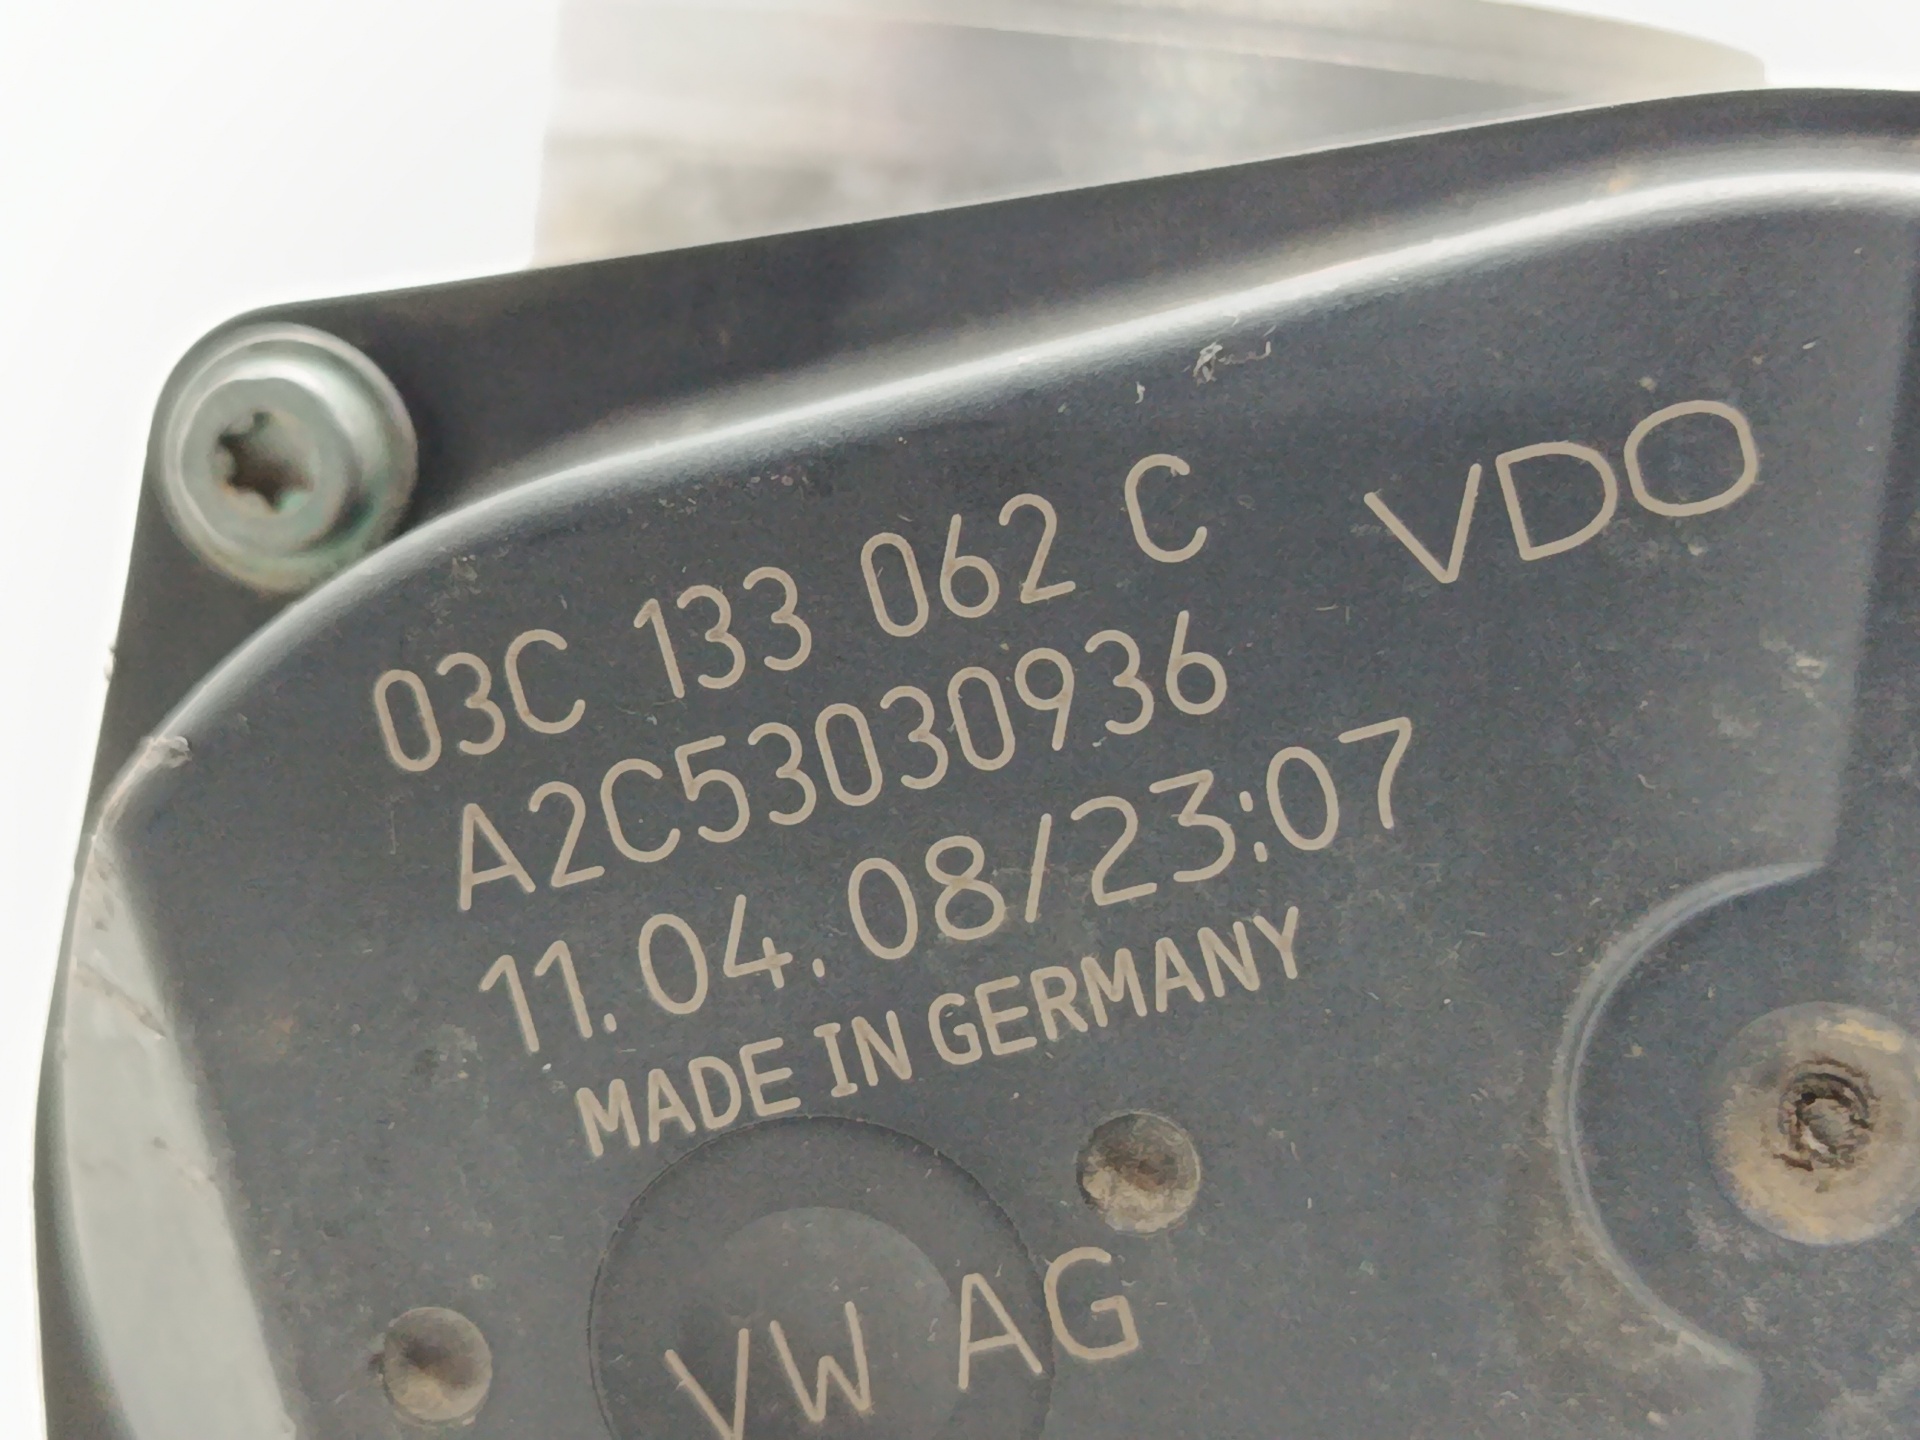 03C 133 062 C VDO
A2C53030936
11.04.08/23:07
MADE IN GERMANY
VW AG